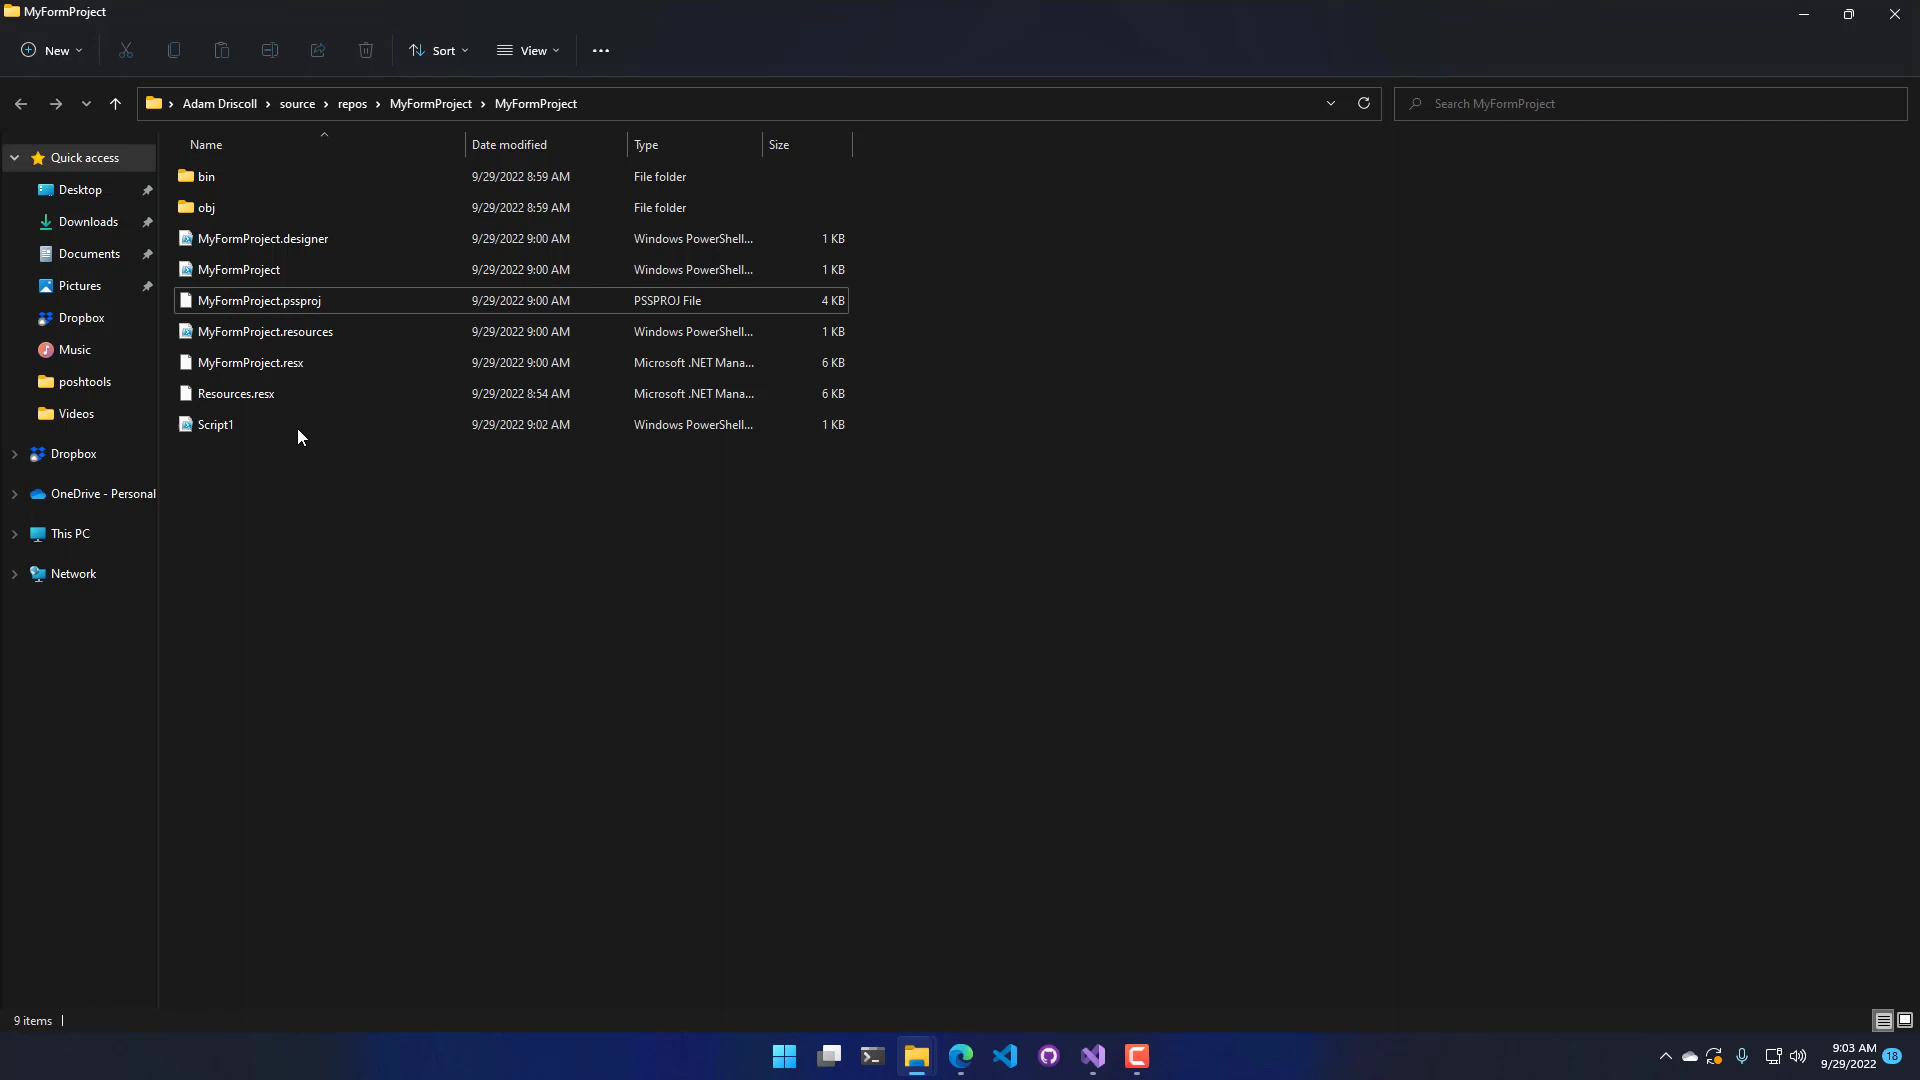 MyFormProject
New Sort View
Adam Driscoll source repos MyFormProject MyFormProject Search MyFormProject
Name Date modified Type Size
Quick access
Desktop
Downloads
Documents
Pictures
Dropbox
Music
poshtools
Videos
Dropbox
OneDrive - Personal
This PC
Network
bin 9/29/2022 8:59 AM File folder
obj 9/29/2022 8:59 AM File folder
MyFormProject.designer 9/29/2022 9:00 AM Windows PowerShell... 1 KB
MyFormProject 9/29/2022 9:00 AM Windows PowerShell... 1 KB
MyFormProject.pssproj 9/29/2022 9:00 AM PSSPROJ File 4 KB
MyFormProject.resources 9/29/2022 9:00 AM Windows PowerShell... 1 KB
MyFormProject.resx 9/29/2022 9:00 AM Microsoft .NET Mana... 6 KB
Resources.resx 9/29/2022 8:54 AM Microsoft .NET Mana... 6 KB
Script1 9/29/2022 9:02 AM Windows PowerShell... 1 KB
9 items
9:03 AM
9/29/2022 18